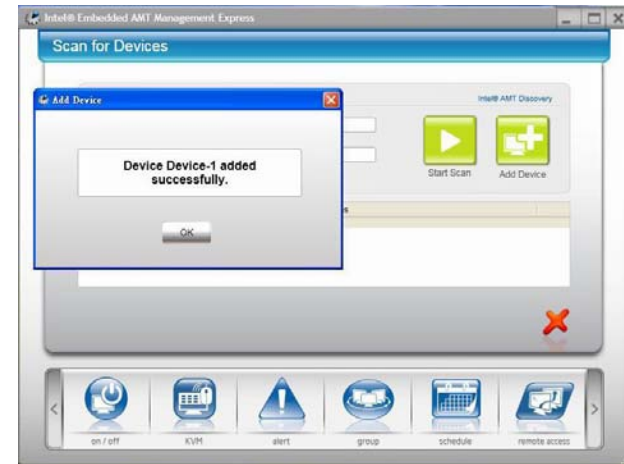 Intel® Embedded AMT Management Express
Scan for Devices
Intel® AMT Discovery
Add Device
Device Device-1 added
successfully.
OK
Start Scan
Add Device
on / off
KVM
alert
group
schedule
remote access